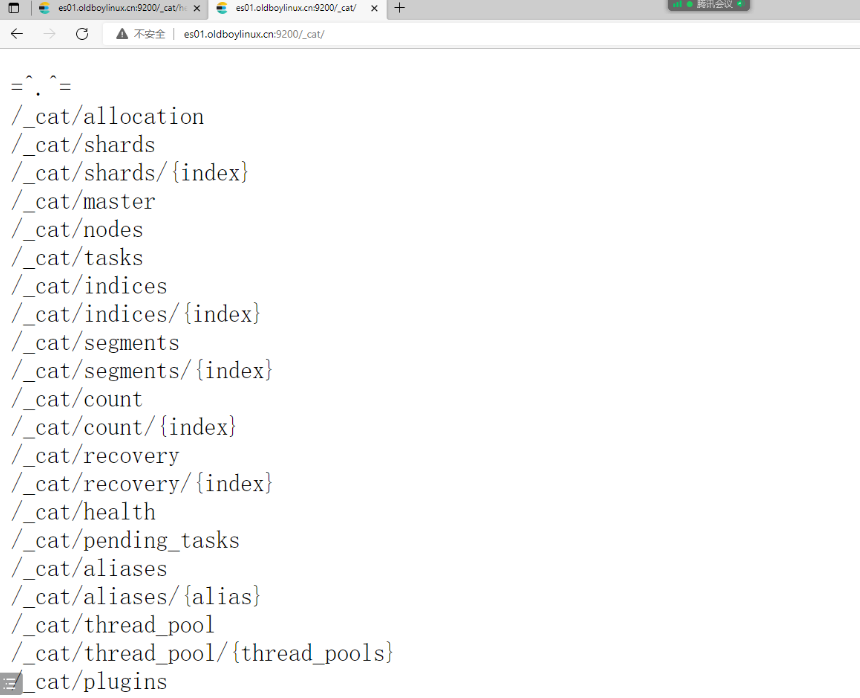 es01.oldboylinux.cn:9200/_cat/h
es01.oldboylinux.cn:9200/_cat/
腾讯会议
不安全
es01.oldboylinux.cn:9200/_cat/
=^.^=
/_cat/allocation
/_cat/shards
/_cat/shards/{index}
/_cat/master
/_cat/nodes
/_cat/tasks
/_cat/indices
/_cat/indices/{index}
/_cat/segments
/_cat/segments/{index}
/_cat/count
/_cat/count/{index}
/_cat/recovery
/_cat/recovery/{index}
/_cat/health
/_cat/pending_tasks
/_cat/aliases
/_cat/aliases/{alias}
/_cat/thread_pool
/_cat/thread_pool/{thread_pools}
/_cat/plugins